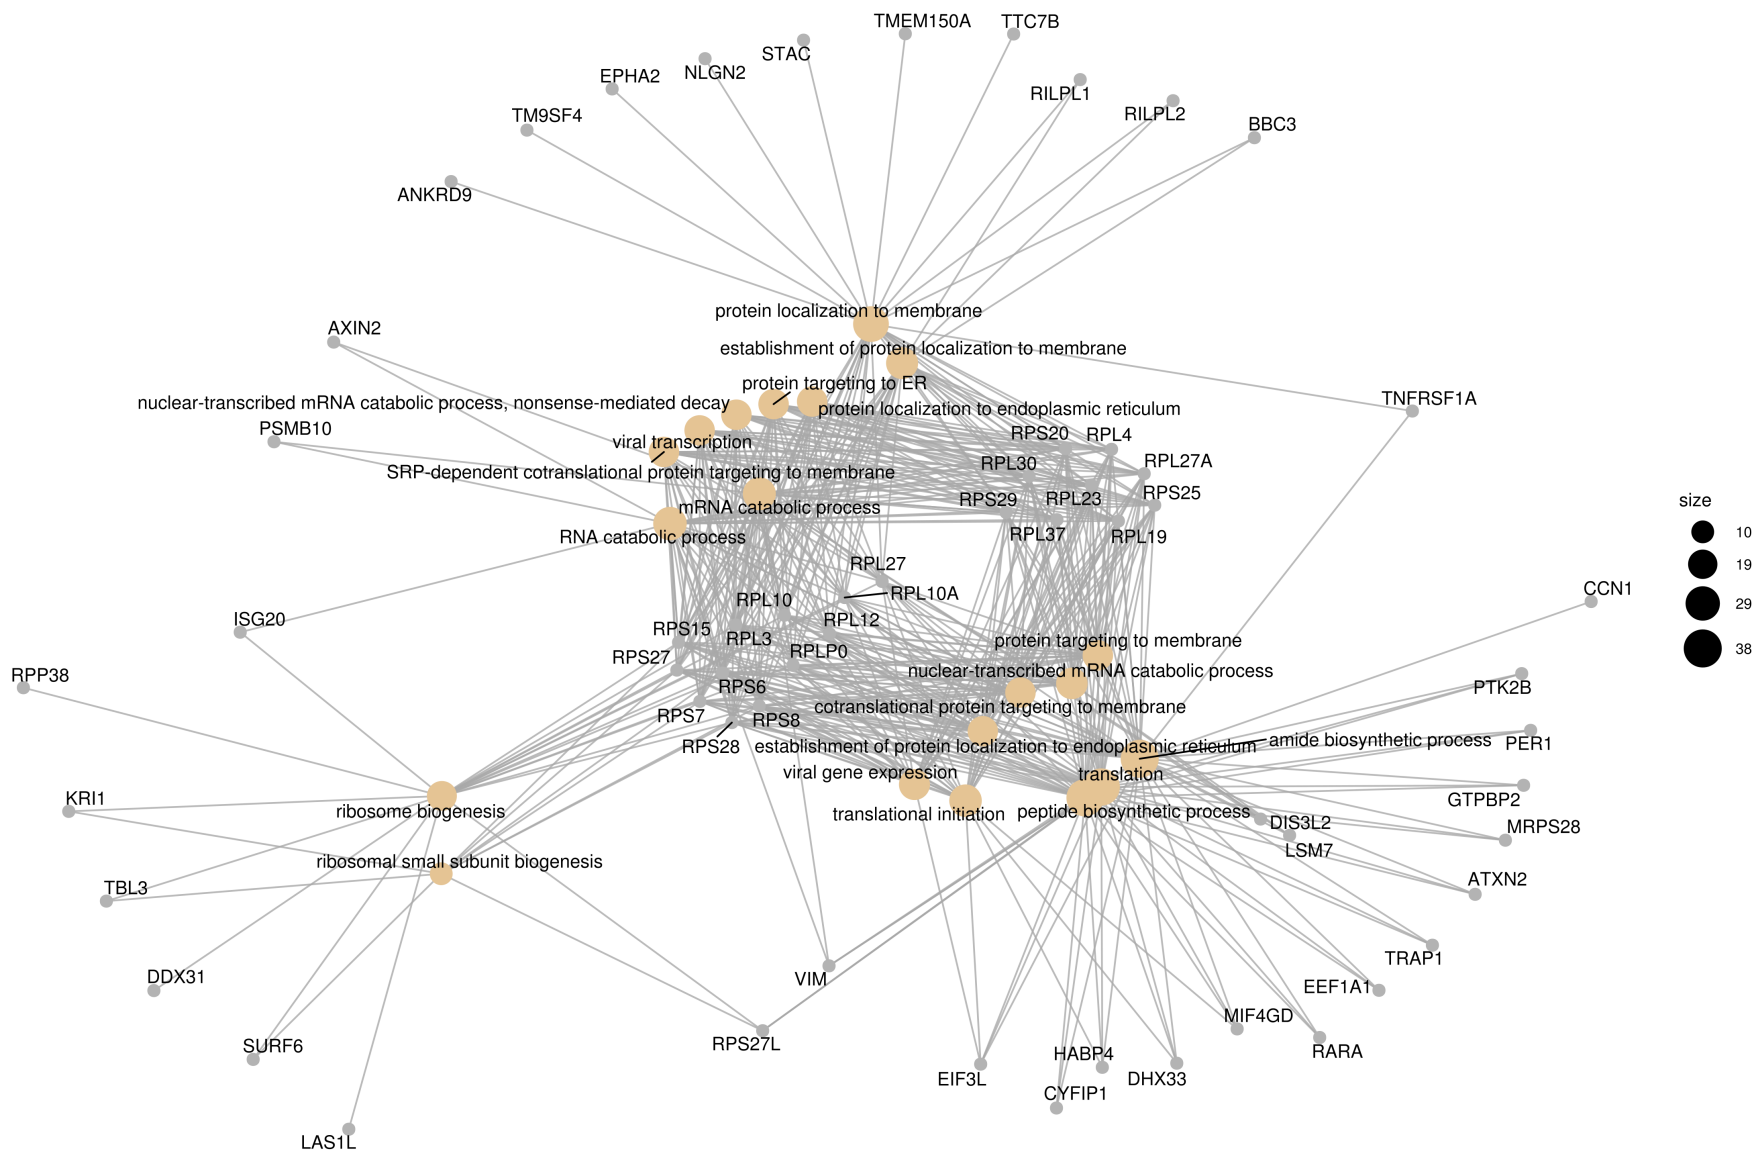 TMEM150A
TTC7B
STAC
NLGN2
EPHA2
RILPL1
RILPL2
TM9SF4
BBC3
ANKRD9
protein localization to membrane
AXIN2
establishment of protein localization to membrane
protein targeting to ER
TNFRSF1A
nuclear-transcribed mRNA catabolic process, nonsense-mediated decay
protein localization to endoplasmic reticulum
PSMB10
RPS20
RPL4
viral transcription
RPL30
RPL27A
SRP-dependent cotranslational protein targeting to membrane
RPS29
RPL23
RPS25
mRNA catabolic process
RNA catabolic process
RPL37
RPL19
size
10
19
29
38
RPL27
RPL10A
CCN1
RPL10
RPL12
ISG20
RPS15
RPL3
protein targeting to membrane
RPS27
RPLP0
RPP38
nuclear-transcribed mRNA catabolic process
RPS6
PTK2B
cotranslational protein targeting to membrane
RPS7
RPS8
RPS28
establishment of protein localization to endoplasmic reticulum
amide biosynthetic process
PER1
viral gene expression
translation
KRI1
GTPBP2
ribosome biogenesis
translational initiation
peptide biosynthetic process
DIS3L2
MRPS28
LSM7
ribosomal small subunit biogenesis
ATXN2
TBL3
TRAP1
DDX31
VIM
EEF1A1
MIF4GD
SURF6
RPS27L
HABP4
RARA
EIF3L
DHX33
CYFIP1
LAS1L